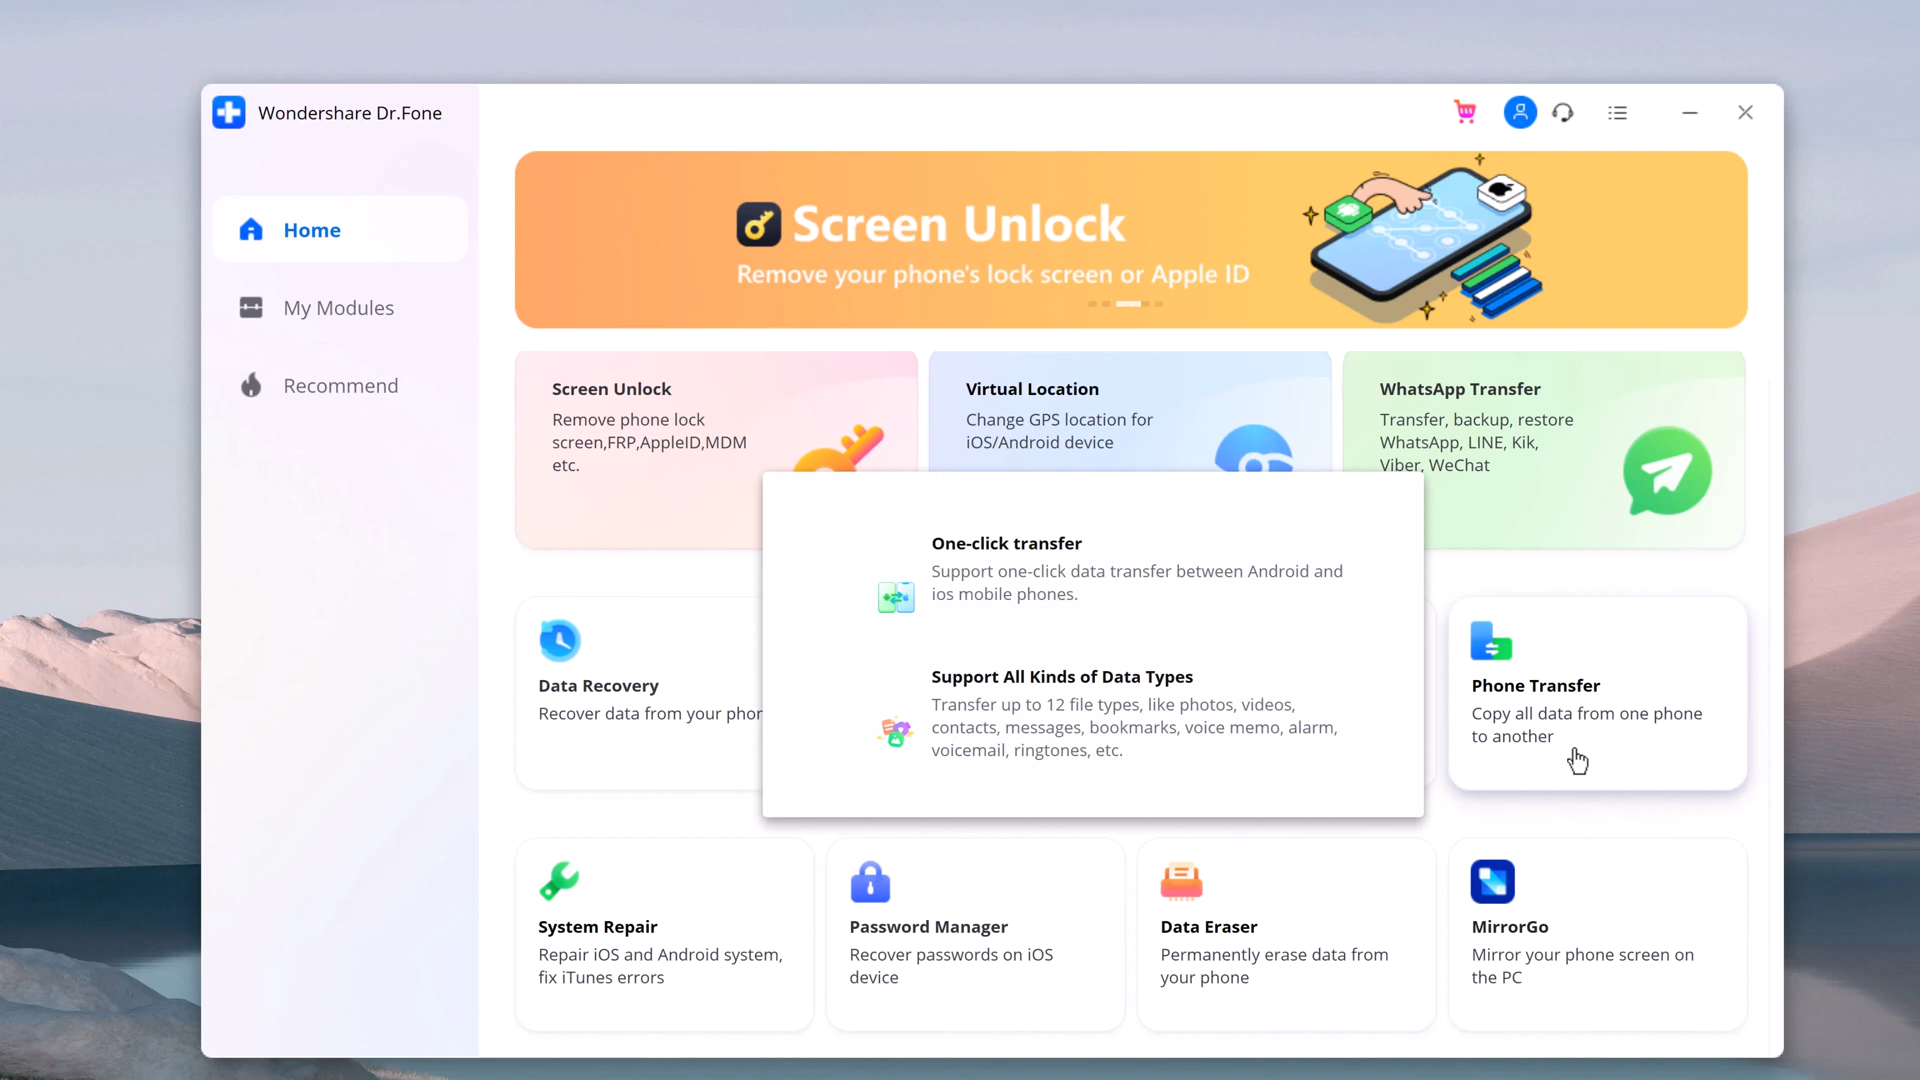 Wondershare Dr.Fone
Home
My Modules
Recommend
Screen Unlock
Remove your phone's lock screen or Apple ID
Screen Unlock
Remove phone lock
screen,FRP,AppleID,MDM
etc.
Virtual Location
Change GPS location for
iOS/Android device
WhatsApp Transfer
Transfer, backup, restore
WhatsApp, LINE, Kik,
Viber, WeChat
One-click transfer
Support one-click data transfer between Android and
ios mobile phones.
Support All Kinds of Data Types
Transfer up to 12 file types, like photos, videos,
contacts, messages, bookmarks, voice memo, alarm,
voicemail, ringtones, etc.
Data Recovery
Recover data from your
Phone Transfer
Copy all data from one phone
to another
System Repair
Repair iOS and Android system,
fix iTunes errors
Password Manager
Recover passwords on iOS
device
Data Eraser
Permanently erase data from
your phone
MirrorGo
Mirror your phone screen on
the PC